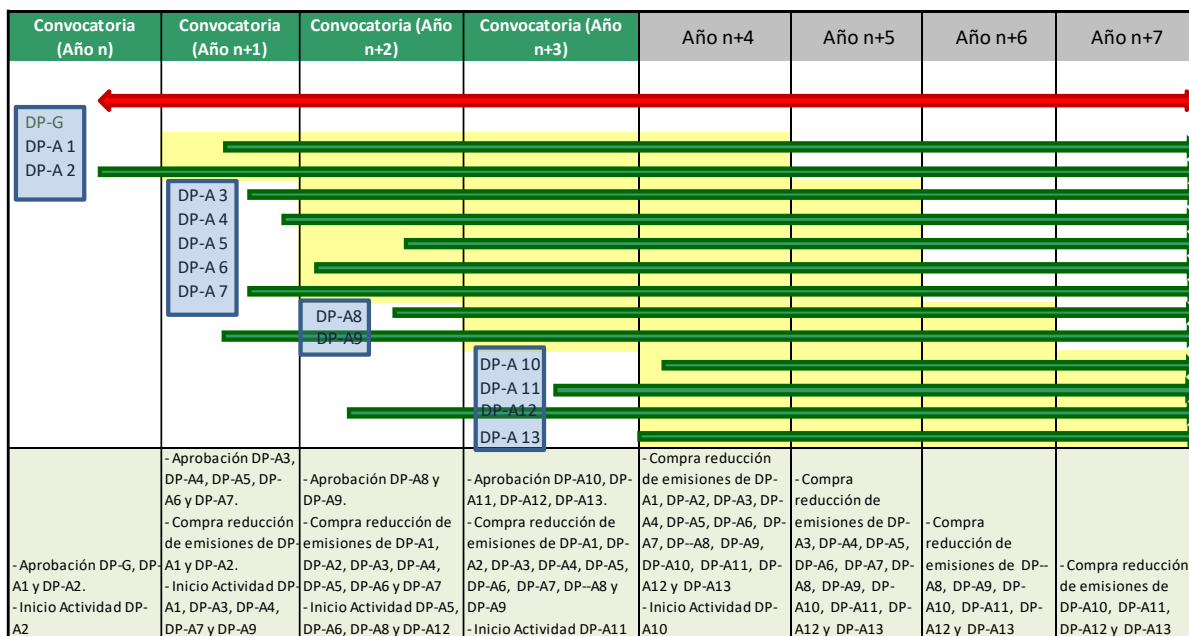 Convocatoria
(Año n)
Convocatoria
(Año n+1)
Convocatoria (Año
n+2)
Convocatoria (Año
n+3)
Año n+4
Año n+5
Año n+6
Año n+7
DP-G
DP-A 1
DP-A 2
DP-A 3
DP-A 4
DP-A 5
DP-A 6
DP-A 7
DP-A8
DP-A9
DP-A 10
DP-A 11
DP-A12
DP-A 13
- Aprobación DP-G, DP-
A1 y DP-A2.
- Inicio Actividad DP-
A2
- Aprobación DP-A3,
DP-A4, DP-A5, DP-
A6 y DP-A7.
- Compra reducción
de emisiones de DP-
A1 y DP-A2.
- Inicio Actividad DP-
A1, DP-A3, DP-A4,
DP-A7 y DP-A9
- Aprobación DP-A8 y
DP-A9.
- Compra reducción de
emisiones de DP-A1,
DP-A2, DP-A3, DP-A4,
DP-A5, DP-A6 y DP-A7
- Inicio Actividad DP-A5,
DP-A6, DP-A8 y DP-A12
- Aprobación DP-A10, DP-
A11, DP-A12, DP-A13.
- Compra reducción de
emisiones de DP-A1, DP-
A2, DP-A3, DP-A4, DP-A5,
DP-A6, DP-A7, DP--A8 y
DP-A9
- Inicio Actividad DP-A11
- Compra reducción
de emisiones de DP-
A1, DP-A2, DP-A3, DP-
A4, DP-A5, DP-A6, DP-
A7, DP--A8, DP-A9,
DP-A10, DP-A11, DP-
A12 y DP-A13
- Inicio Actividad DP-
A10
- Compra
reducción de
emisiones de DP-
A3, DP-A4, DP-A5,
DP-A6, DP-A7, DP-
A8, DP-A9, DP-
A10, DP-A11, DP-
A12 y DP-A13
- Compra
reducción de
emisiones de DP--
A8, DP-A9, DP-
A10, DP-A11, DP-
A12 y DP-A13
- Compra reducción
de emisiones de
DP-A10, DP-A11,
DP-A12 y DP-A13